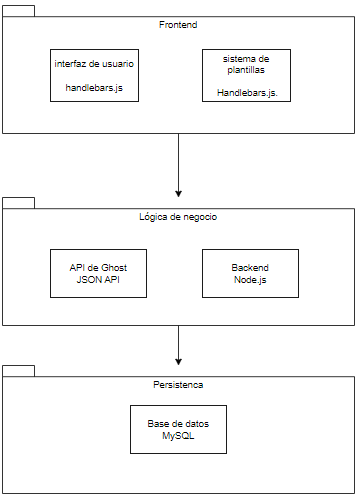 Frontend
interfaz de usuario
handlebars.js
sistema de
plantillas
Handlebars.js.
Lógica de negocio
API de Ghost
JSON API
Backend
Node.js
Persistenca
Base de datos
MySQL